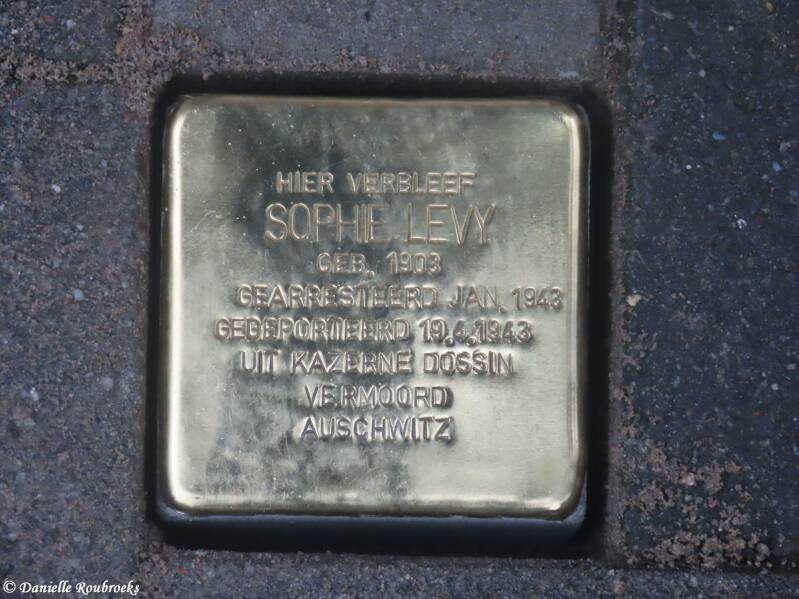 HIER VERBLEEF
SOPHIE LEVY
GEB. 1903
GEARRESTEERD JAN. 1943
GEDEPORTEERD 19.4.1943
UIT KAZERNE DOSSIN
VERMOORD
AUSCHWITZ
© Danielle Roubroeks